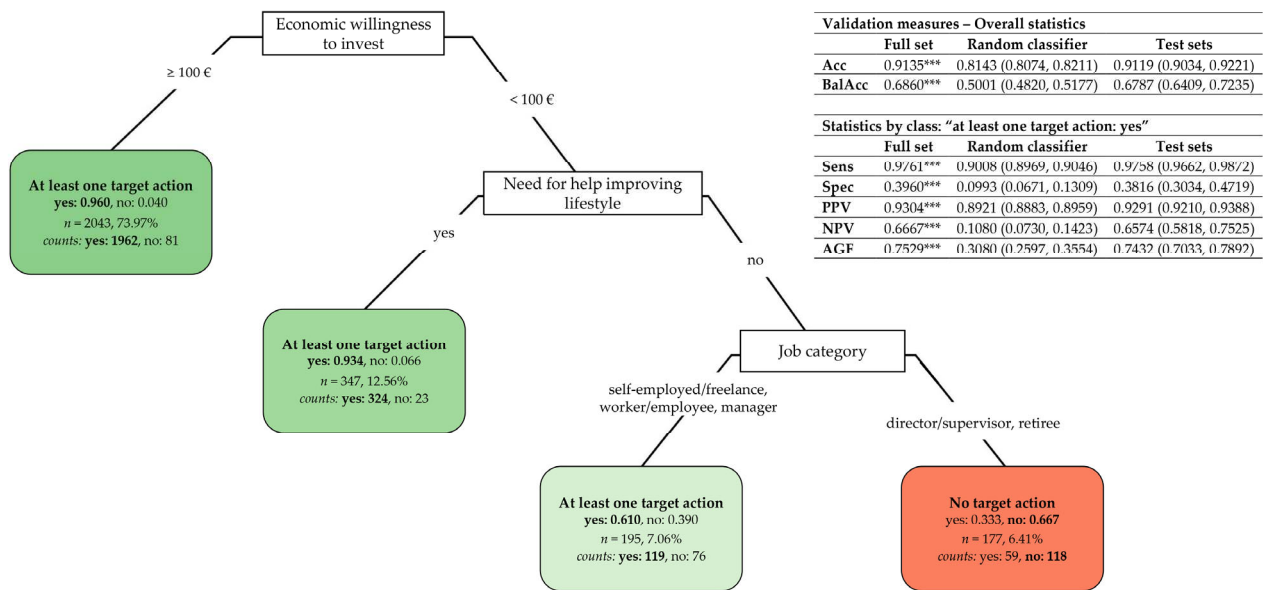 Economic willingness
to invest
≥ 100 €
< 100 €
At least one target action
yes: 0.960, no: 0.040
n = 2043, 73.97%
counts: yes: 1962, no: 81
Need for help improving
lifestyle
yes
no
At least one target action
yes: 0.934, no: 0.066
n = 347, 12.56%
counts: yes: 324, no: 23
Job category
self-employed/freelance,
worker/employee, manager
director/supervisor, retiree
At least one target action
yes: 0.610, no: 0.390
n = 195, 7.06%
counts: yes: 119, no: 76
No target action
yes: 0.333, no: 0.667
n = 177, 6.41%
counts: yes: 59, no: 118
Validation measures – Overall statistics
Full set Random classifier Test sets
Acc 0.9135*** 0.8143 (0.8074, 0.8211) 0.9119 (0.9034, 0.9221)
BalAcc 0.6860*** 0.5001 (0.4820, 0.5177) 0.6787 (0.6409, 0.7235)
Statistics by class: “at least one target action: yes”
Full set Random classifier Test sets
Sens 0.9761*** 0.9008 (0.8969, 0.9046) 0.9758 (0.9662, 0.9872)
Spec 0.3960*** 0.0993 (0.0671, 0.1309) 0.3816 (0.3034, 0.4719)
PPV 0.9304*** 0.8921 (0.8883, 0.8959) 0.9291 (0.9210, 0.9388)
NPV 0.6667*** 0.1080 (0.0730, 0.1423) 0.6574 (0.5818, 0.7525)
AGF 0.7529*** 0.3080 (0.2597, 0.3554) 0.7432 (0.7033, 0.7892)